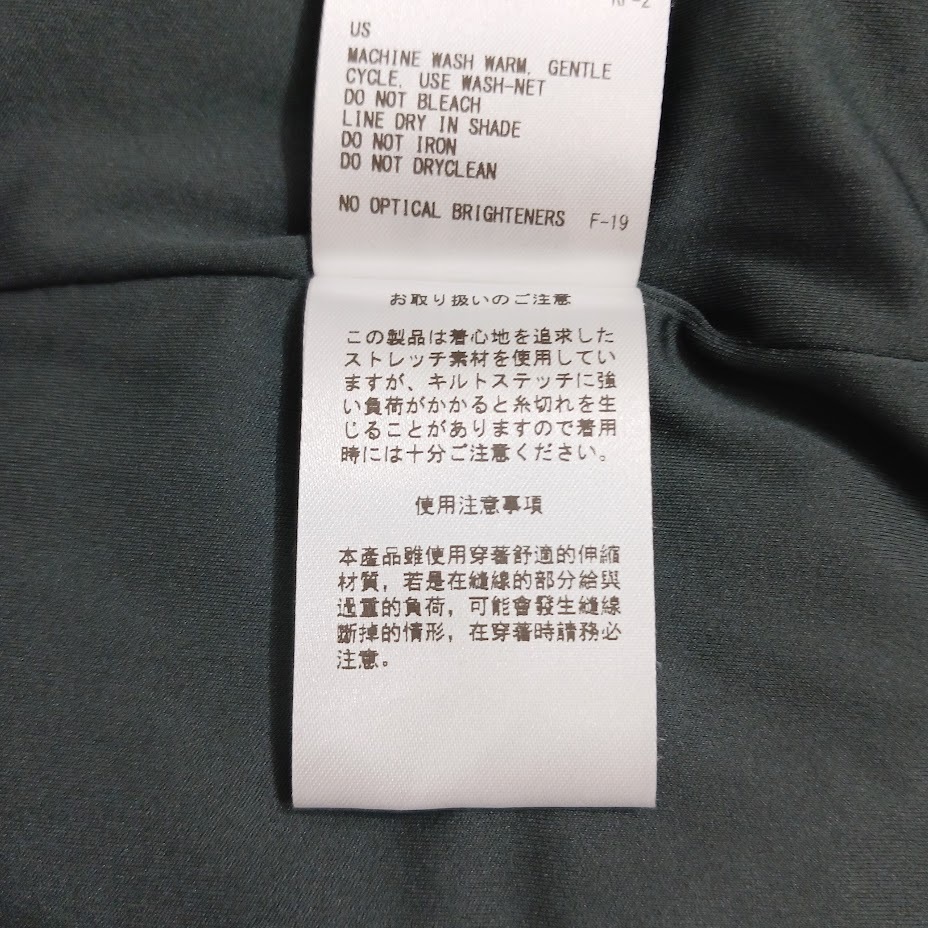 RF-2
US
MACHINE WASH WARM, GENTLE
CYCLE, USE WASH-NET
DO NOT BLEACH
LINE DRY IN SHADE
DO NOT IRON
DO NOT DRYCLEAN
NO OPTICAL BRIGHTENERS F-19
お取り扱いのご注意
この製品は着心地を追求した
ストレッチ素材を使用してい
ますが、キルトステッチに強
い負荷がかかると糸切れを生
じることがありますので着用
時には十分ご注意ください。
使用注意事項
本產品雖使用穿著舒適的伸縮
材質，若是在縫線的部分給與
過重的負荷，可能會發生縫線
斷掉的情形，在穿著時請務必
注意。